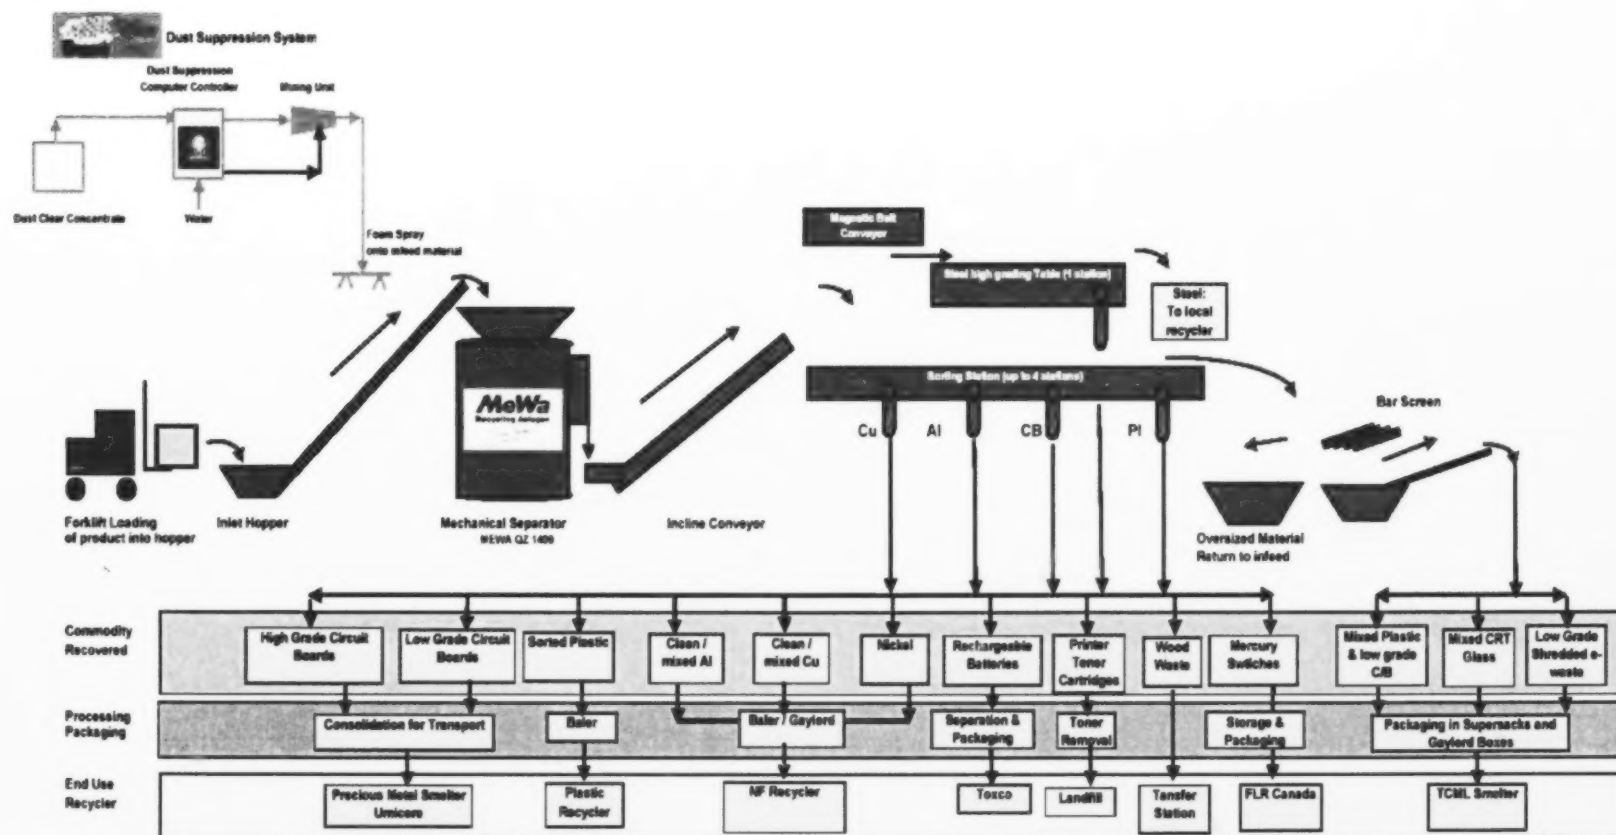 Dust Suppression System
Dust Suppression
Computer Controller
Mixing Unit
Dust Clear Concentrate
Water
Foam Spray
onto infeed material
Magnetic Belt
Conveyor
Steel high grading Table (1 station)
Steel:
To local
recycler
Sorting Station (up to 4 stations)
Cu
Al
CB
Pl
Bar Screen
MeWa
Recycling Anlagen
Forklift Loading
of product into hopper
Inlet Hopper
Mechanical Separator
MEWA QZ
Incline Conveyor
Oversized Material
Return to infeed
Commodity
Recovered
High Grade Circuit
Boards
Low Grade Circuit
Boards
Sorted Plastic
Clean /
mixed Al
Clean /
mixed Cu
Nickel
Rechargeable
Batteries
Printer
Toner
Cartridges
Wood
Waste
Mercury
Switches
Mixed Plastic
& low grade
C/B
Mixed CRT
Glass
Low Grade
Shredded e-
waste
Processing
Packaging
Consolidation for Transport
Baler
Baler / Gaylord
Separation &
Packaging
Toner
Removal
Storage &
Packaging
Packaging in Supersacks and
Gaylord Boxes
End Use
Recycler
Precious Metal Smelter
Umicore
Plastic
Recycler
NF Recycler
Toxco
Landfill
Tansfer
Station
FLR Canada
TCML Smelter